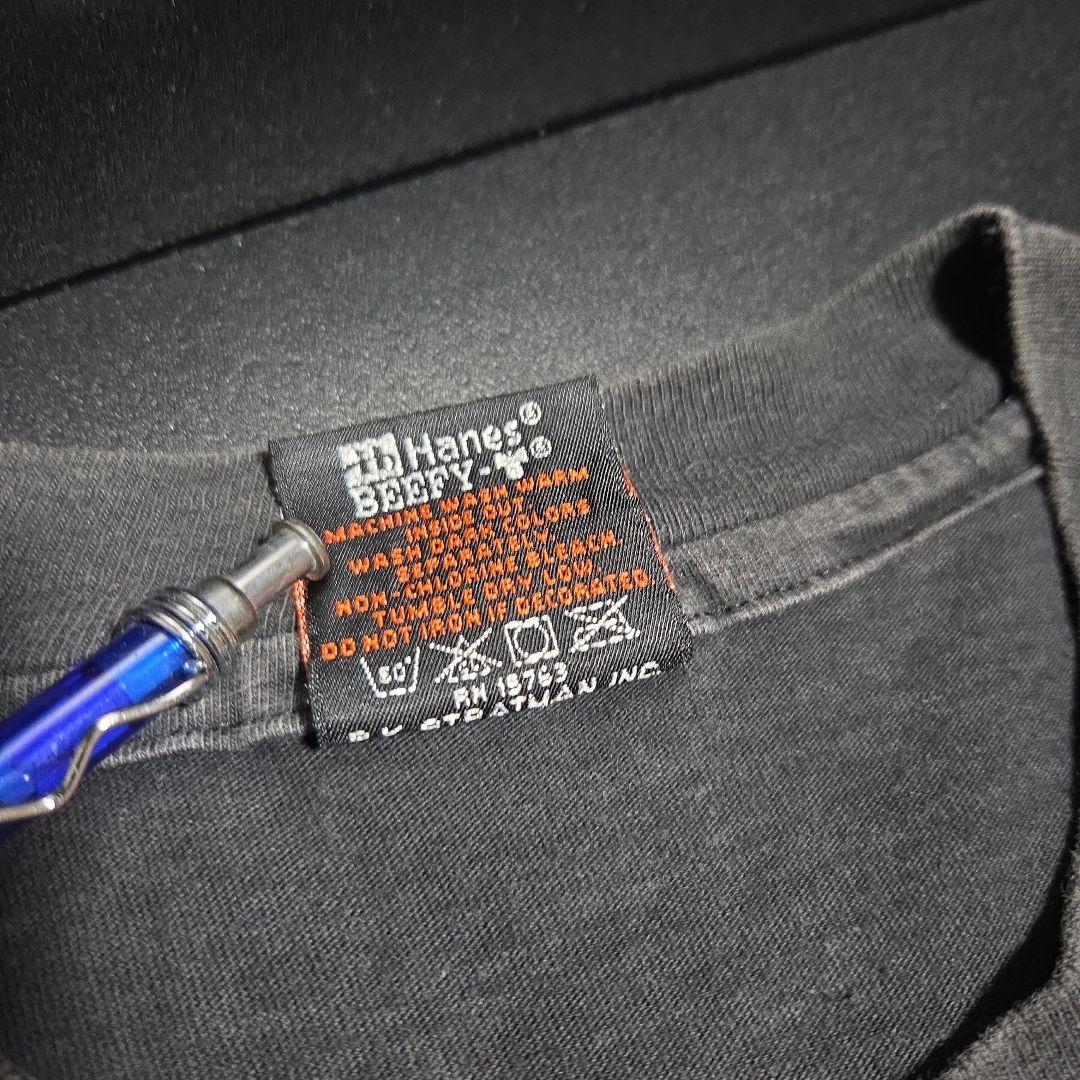 Hanes®
BEEFY-T®
MACHINE WASH WARM
INSIDE OUT
WASH DARK COLORS
SEPARATELY
NON-CHLORINE BLEACH
TUMBLE DRY LOW
DO NOT IRON IF DECORATED.
RN 15763
R.K. STRATMAN INC.